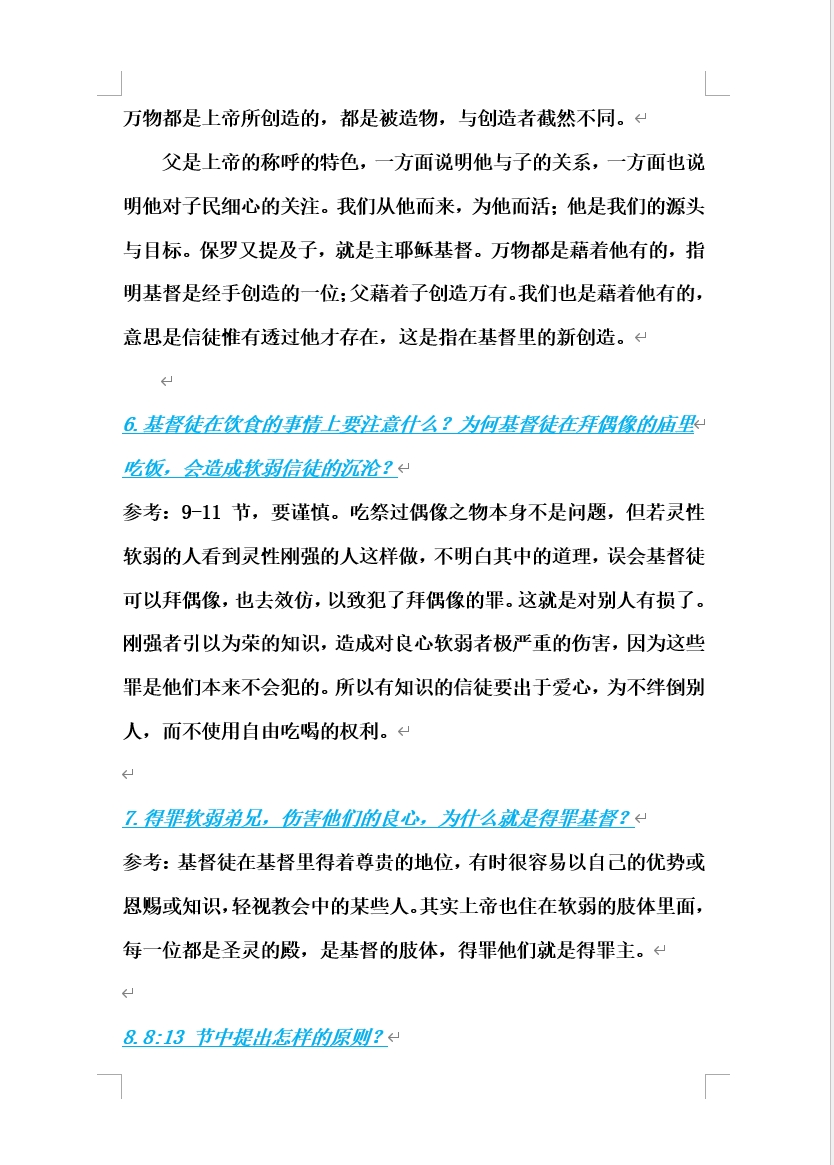 万物都是上帝所创造的，都是被造物，与创造者截然不同。
父是上帝的称呼的特色，一方面说明他与子的关系，一方面也说
明他对子民细心的关注。我们从他而来，为他而活；他是我们的源头
与目标。保罗又提及子，就是主耶稣基督。万物都是藉着他有的，指
明基督是经手创造的一位；父藉着子创造万有。我们也是藉着他有的，
意思是信徒惟有透过他才存在，这是指在基督里的新创造。
6.基督徒在饮食的事情上要注意什么？为何基督徒在拜偶像的庙里
吃饭，会造成软弱信徒的沉沦？
参考：9-11 节，要谨慎。吃祭过偶像之物本身不是问题，但若灵性
软弱的人看到灵性刚强的人这样做，不明白其中的道理，误会基督徒
可以拜偶像，也去效仿，以致犯了拜偶像的罪。这就是对别人有损了。
刚强者引以为荣的知识，造成对良心软弱者极严重的伤害，因为这些
罪是他们本来不会犯的。所以有知识的信徒要出于爱心，为不绊倒别
人，而不使用自由吃喝的权利。
7.得罪软弱弟兄，伤害他们的良心，为什么就是得罪基督？
参考：基督徒在基督里得着尊贵的地位，有时很容易以自己的优势或
恩赐或知识，轻视教会中的某些人。其实上帝也住在软弱的肢体里面，
每一位都是圣灵的殿，是基督的肢体，得罪他们就是得罪主。
8.8:13 节中提出怎样的原则？